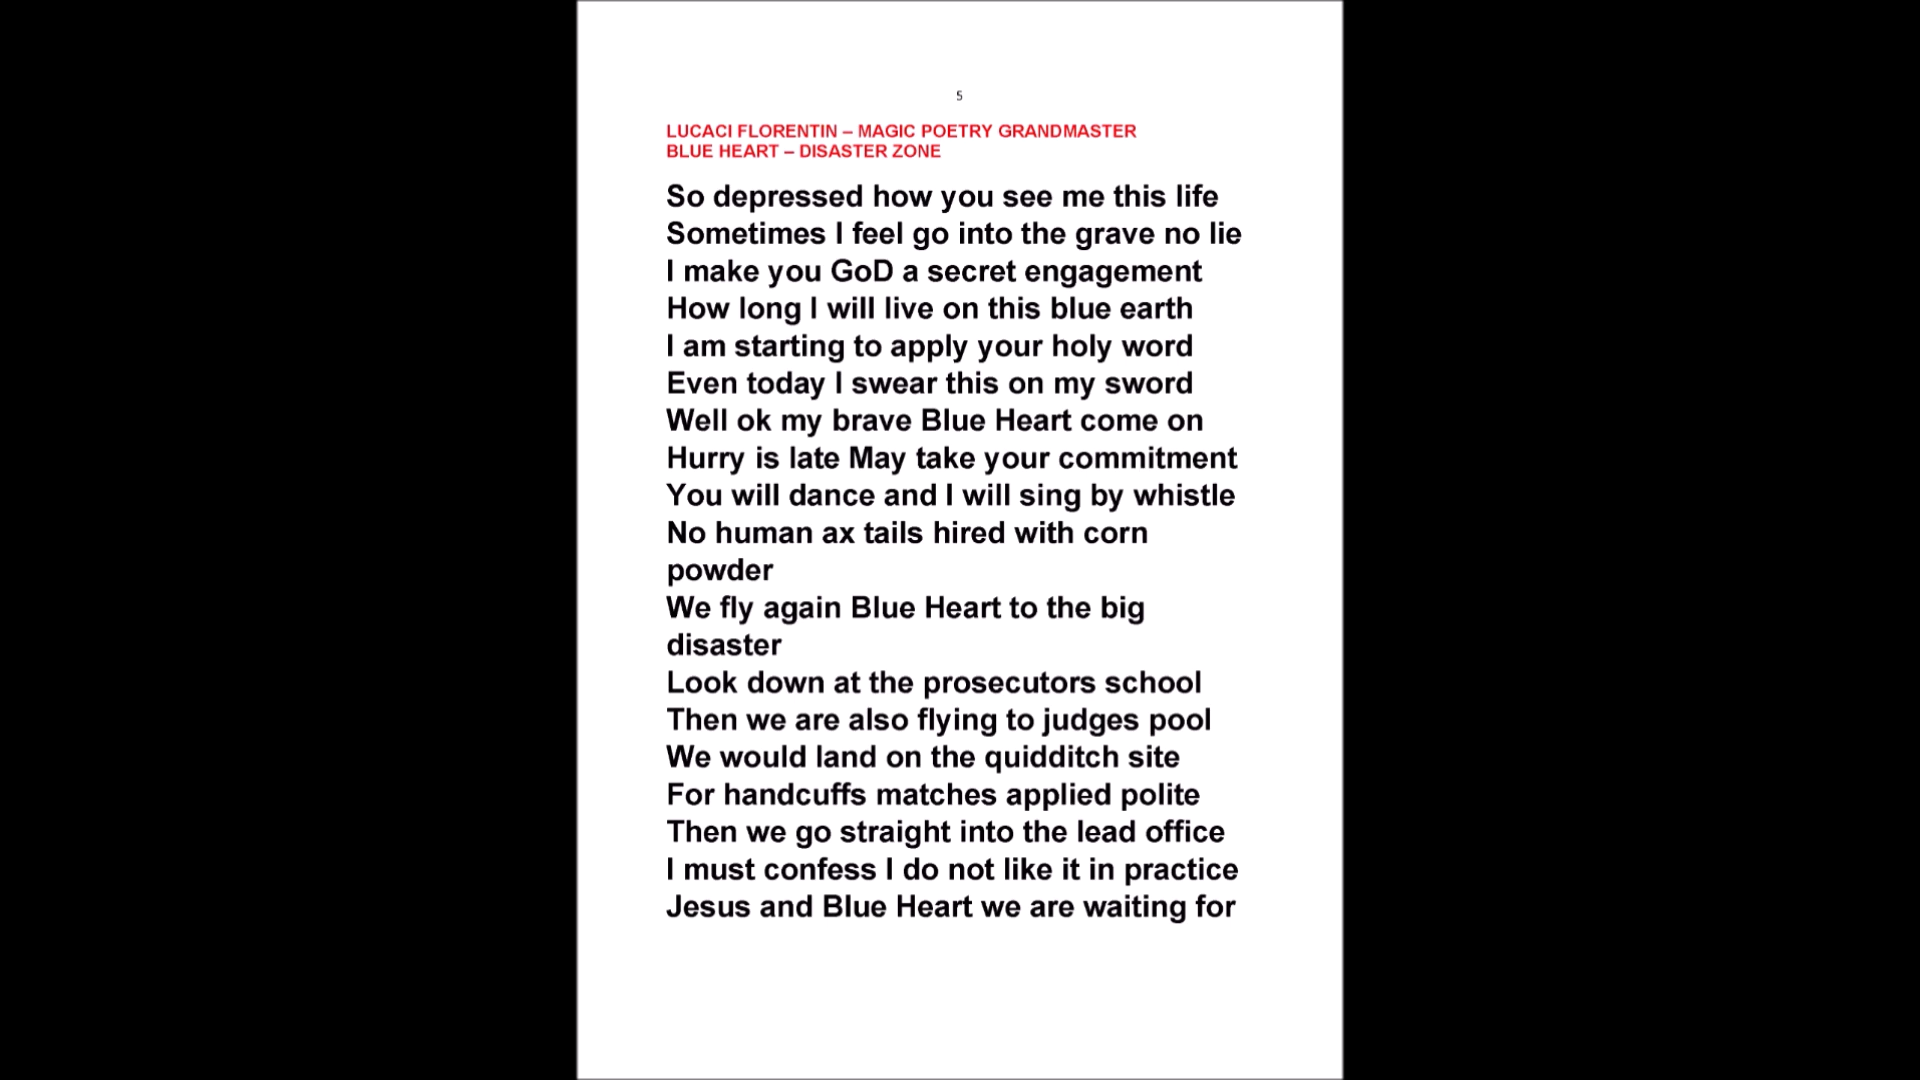 5
LUCACI FLORENTIN – MAGIC POETRY GRANDMASTER
BLUE HEART – DISASTER ZONE
So depressed how you see me this life
Sometimes I feel go into the grave no lie
I make you GoD a secret engagement
How long I will live on this blue earth
I am starting to apply your holy word
Even today I swear this on my sword
Well ok my brave Blue Heart come on
Hurry is late May take your commitment
You will dance and I will sing by whistle
No human ax tails hired with corn
powder
We fly again Blue Heart to the big
disaster
Look down at the prosecutors school
Then we are also flying to judges pool
We would land on the quidditch site
For handcuffs matches applied polite
Then we go straight into the lead office
I must confess I do not like it in practice
Jesus and Blue Heart we are waiting for